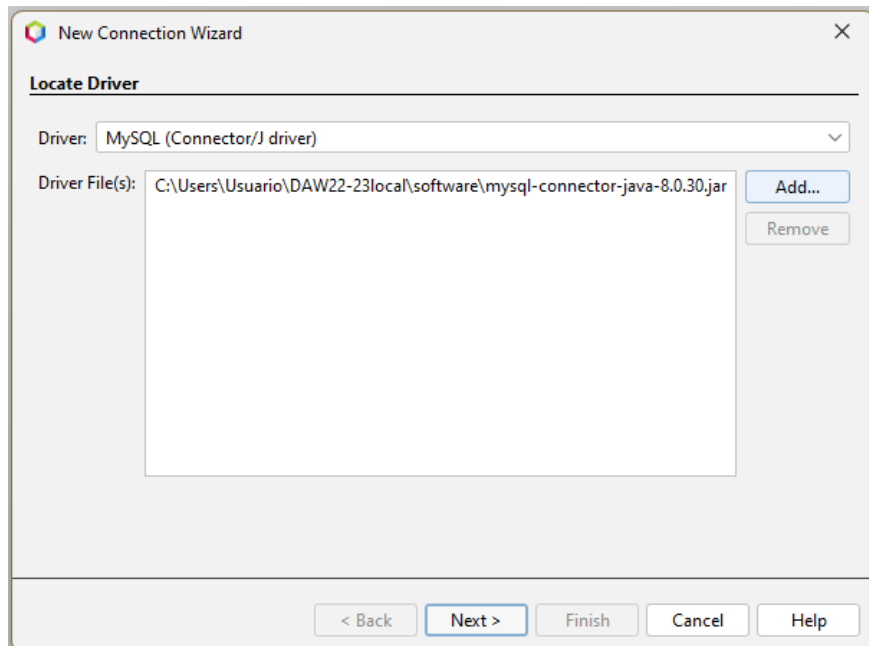 New Connection Wizard
Locate Driver
Driver: MySQL (Connector/J driver)
Driver File(s): C:\Users\Usuario\DAW22-23local\software\mysql-connector-java-8.0.30.jar Add...
Remove
< Back Next > Finish Cancel Help